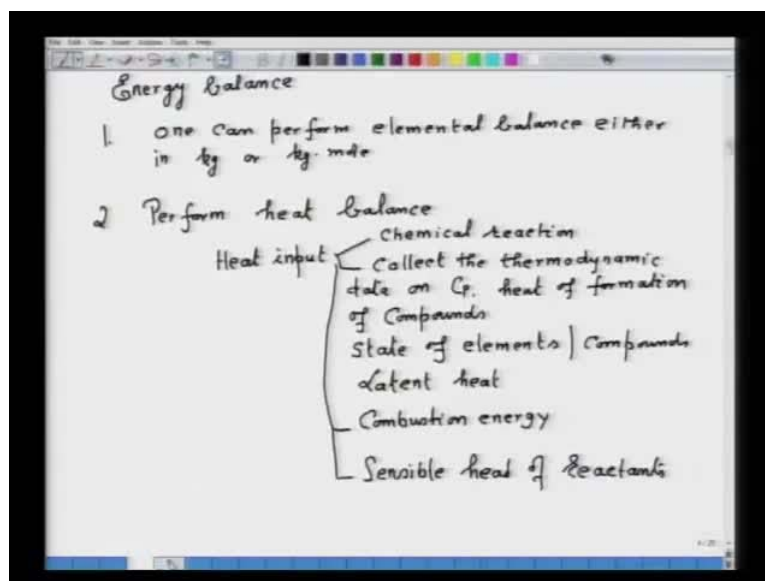 Energy balance
1. one can perform elemental balance either
in kg or kg.mole
2 Perform heat balance
Chemical reaction
Heat input
Collect the thermodynamic
data on Cp. heat of formation
of Compounds
State of elements | Compounds
Latent heat
Combustion energy
Sensible heat of reactants